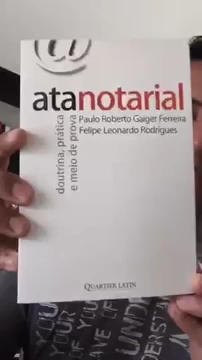 @
atanotarial
Paulo Roberto Gaiger Ferreira
Felipe Leonardo Rodrigues
doutrina, prática
e meio de prova
QUARTIER LATIN